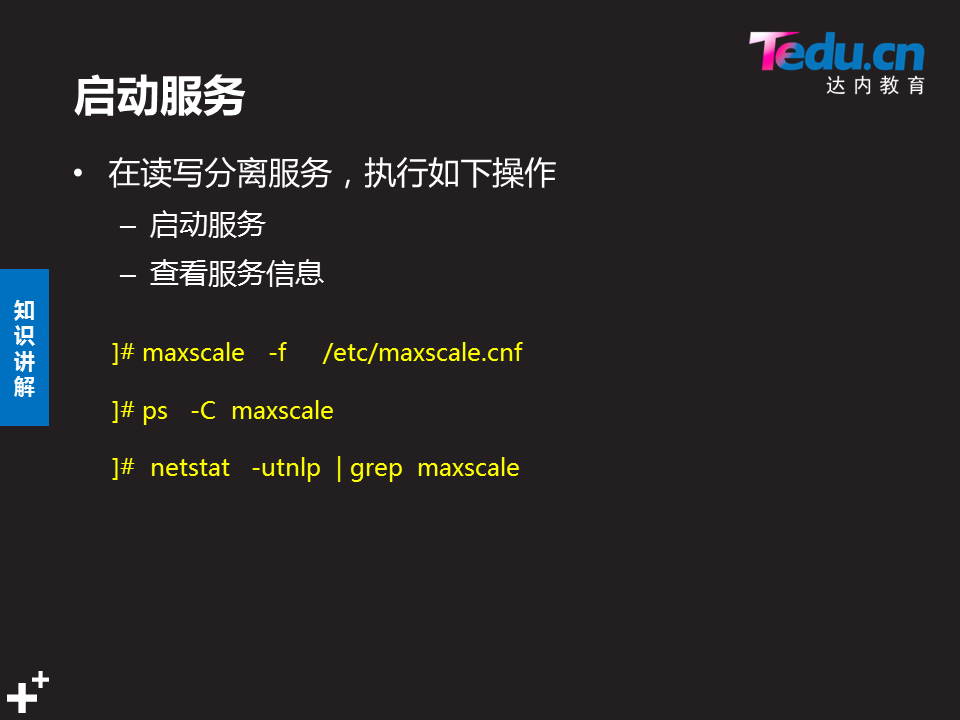 Tedu.cn
达内教育
启动服务
• 在读写分离服务，执行如下操作
– 启动服务
– 查看服务信息
知识讲解
]# maxscale -f /etc/maxscale.cnf
]# ps -C maxscale
]# netstat -utnlp | grep maxscale